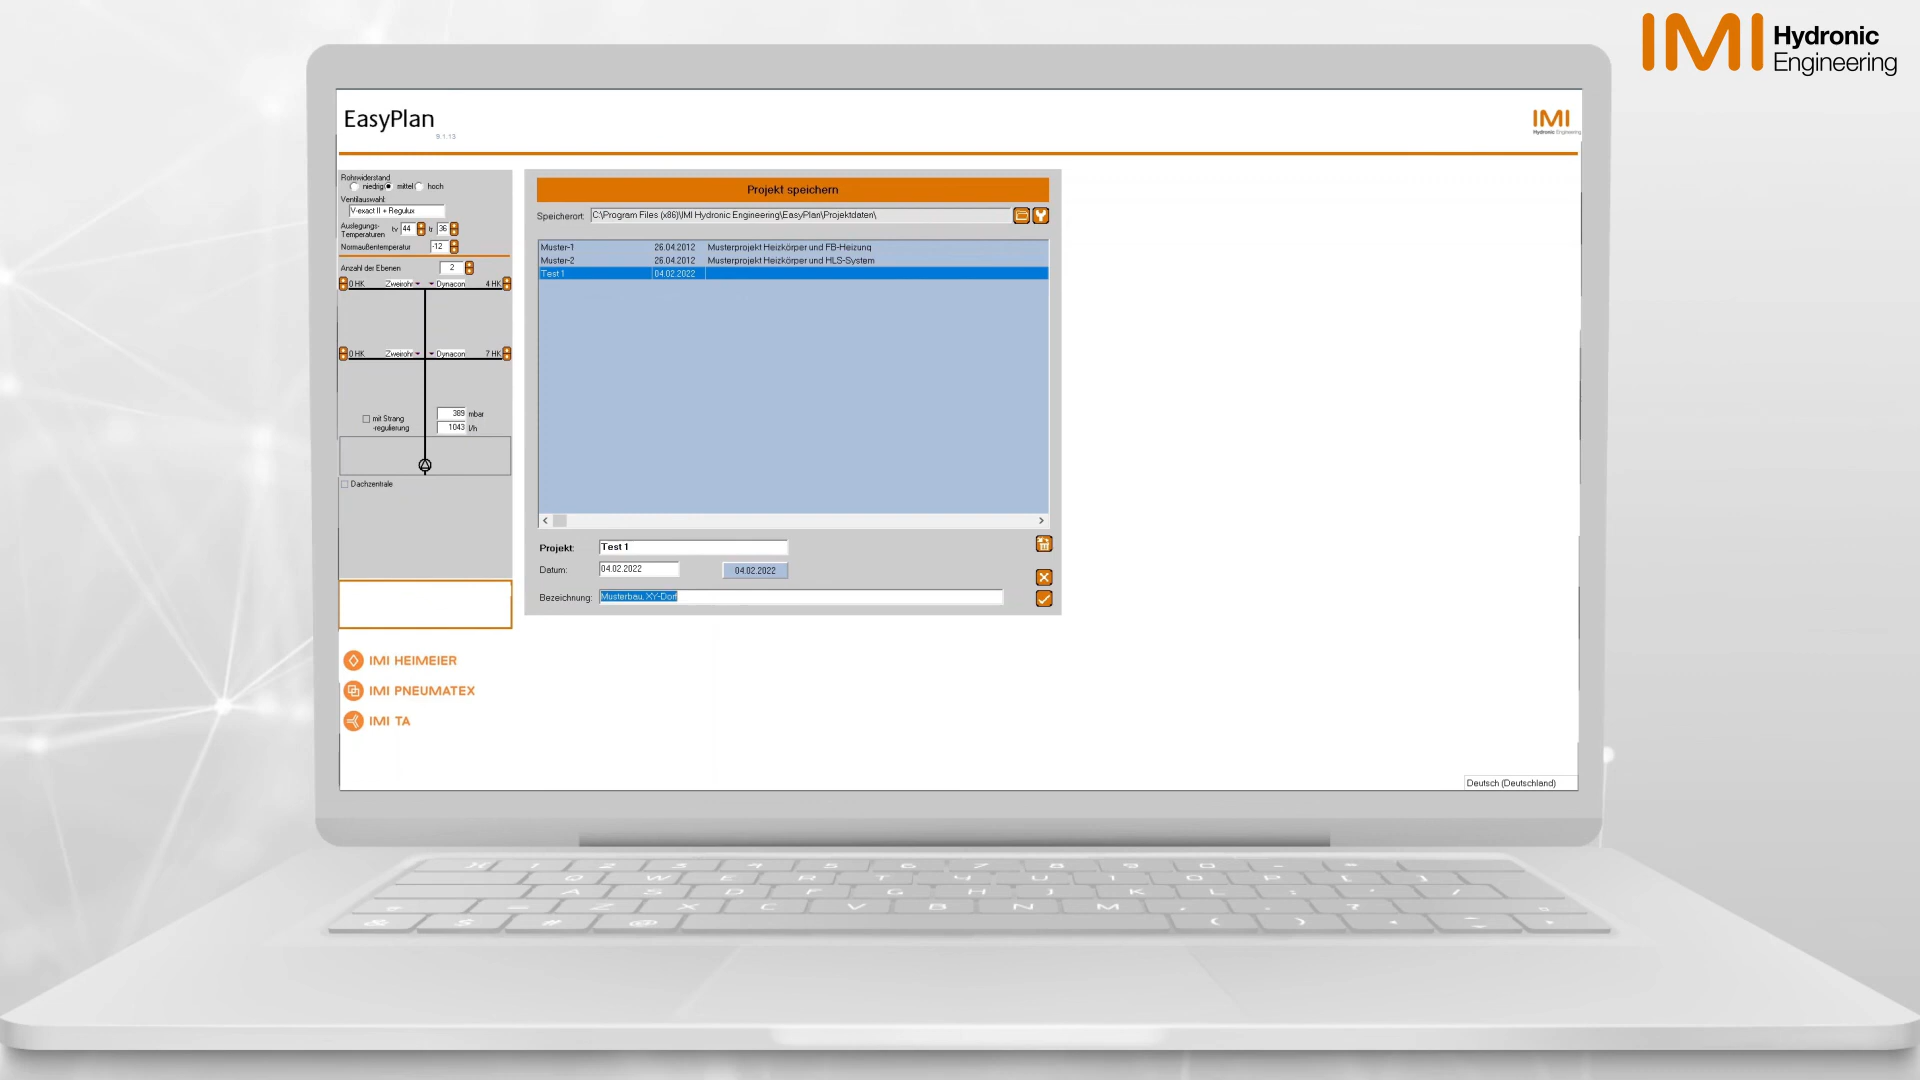 IMI Hydronic
Engineering
EasyPlan
9.1.13
IMI
Hydronic Engineering
Rohrwiderstand
niedrig mittel hoch
Ventilauswahl:
V-exact II + Regulux
Auslegungs-
Temperaturen tv 44 tr 36
Normaußentemperatur -12
Anzahl der Ebenen 2
0 HK Zweirohr Dynacon 4 HK
0 HK Zweirohr Dynacon 7 HK
mit Strang
-regulierung
389 mbar
1043 l/h
Dachzentrale
Projekt speichern
Speicherort: C:\Program Files (x86)\IMI Hydronic Engineering\EasyPlan\Projektdaten\
Muster-1 26.04.2012 Musterprojekt Heizkörper und FB-Heizung
Muster-2 26.04.2012 Musterprojekt Heizkörper und HLS-System
Test 1 04.02.2022
Projekt: Test 1
Datum: 04.02.2022 04.02.2022
Bezeichnung: Musterbau, XY-Dorf
IMI HEIMEIER
IMI PNEUMATEX
IMI TA
Deutsch (Deutschland)